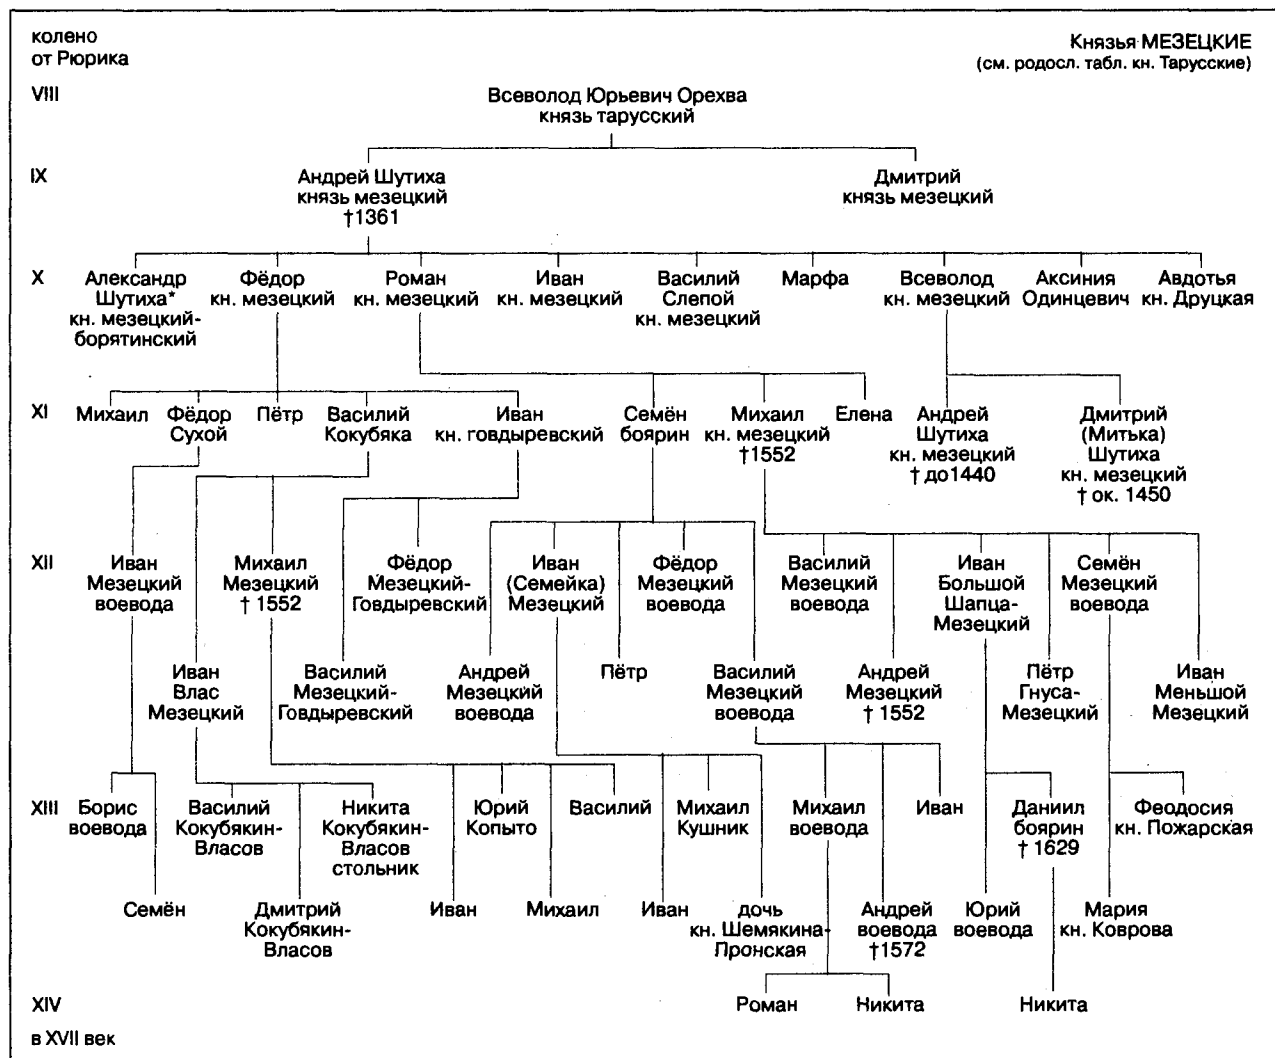 колено
от Рюрика
Князья МЕЗЕЦКИЕ
(см. родосл. табл. кн. Тарусские)
VIII
Всеволод Юрьевич Орехва
князь тарусский
IX
Андрей Шутиха
князь мезецкий
†1361
Дмитрий
князь мезецкий
X
Александр
Шутиха*
кн. мезецкий-
борятинский
Фёдор
кн. мезецкий
Роман
кн. мезецкий
Иван
кн. мезецкий
Василий
Слепой
кн. мезецкий
Марфа
Всеволод
кн. мезецкий
Аксиния
Одинцевич
Авдотья
кн. Друцкая
XI
Михаил
Фёдор
Сухой
Пётр
Василий
Кокубяка
Иван
кн. говдыревский
Семён
боярин
Михаил
кн. мезецкий
†1552
Елена
Андрей
Шутиха
кн. мезецкий
† до 1440
Дмитрий
(Митька)
Шутиха
кн. мезецкий
† ок. 1450
XII
Иван
Мезецкий
воевода
Михаил
Мезецкий
† 1552
Фёдор
Мезецкий-
Говдыревский
Иван
(Семейка)
Мезецкий
Фёдор
Мезецкий
воевода
Василий
Мезецкий
воевода
Иван
Большой
Шапца-
Мезецкий
Семён
Мезецкий
воевода
Иван
Влас
Мезецкий
Василий
Мезецкий-
Говдыревский
Андрей
Мезецкий
воевода
Пётр
Василий
Мезецкий
воевода
Андрей
Мезецкий
† 1552
Пётр
Гнуса-
Мезецкий
Иван
Меньшой
Мезецкий
XIII
Борис
воевода
Василий
Кокубякин-
Власов
Никита
Кокубякин-
Власов
стольник
Юрий
Копыто
Василий
Михаил
Кушник
Михаил
воевода
Иван
Даниил
боярин
† 1629
Феодосия
кн. Пожарская
Семён
Дмитрий
Кокубякин-
Власов
Иван
Михаил
Иван
дочь
кн. Шемякина-
Пронская
Андрей
воевода
†1572
Юрий
воевода
Мария
кн. Коврова
XIV
Роман
Никита
Никита
в XVII век